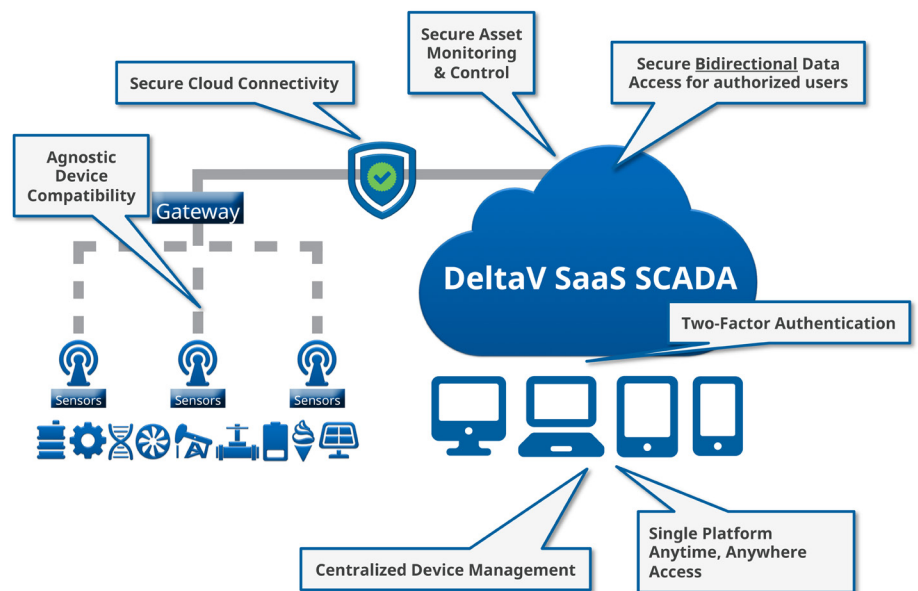 Secure Asset
Monitoring
& Control
Secure Bidirectional Data
Access for authorized users
Secure Cloud Connectivity
Agnostic
Device
Compatibility
Gateway
DeltaV SaaS SCADA
Two-Factor Authentication
Sensors
Sensors
Sensors
Single Platform
Anytime, Anywhere
Access
Centralized Device Management